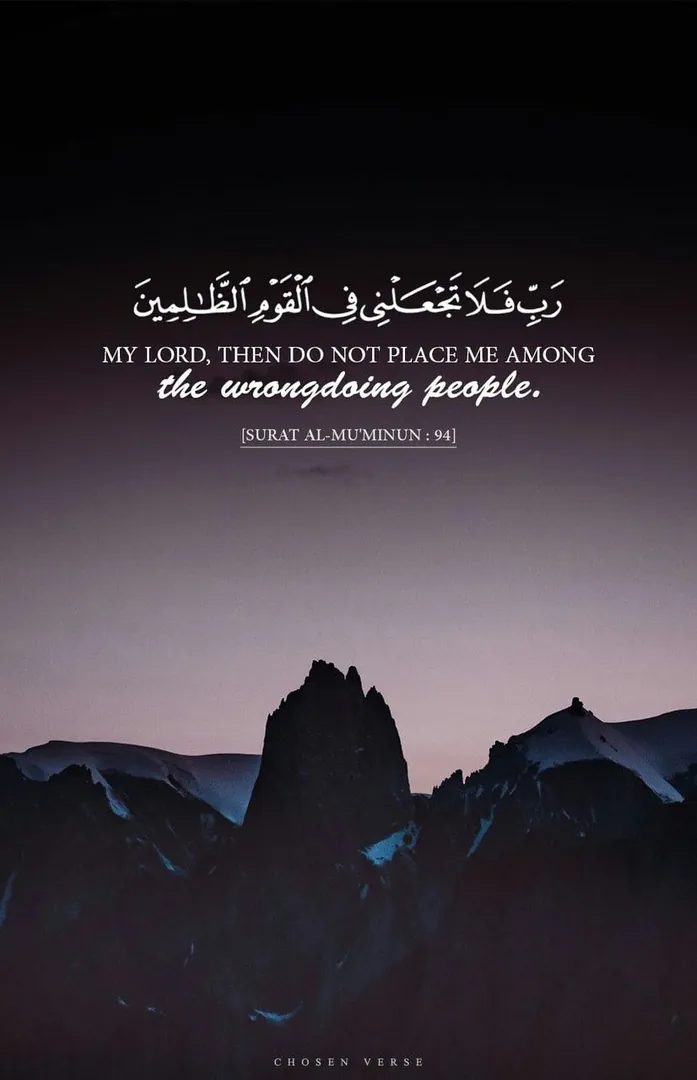 رَبِّ فَلَا تَجْعَلْنِى فِى ٱلْقَوْمِ ٱلظَّـٰلِمِينَ
MY LORD, THEN DO NOT PLACE ME AMONG
the wrongdoing people.
[SURAT AL-MU'MINUN : 94]
CHOSEN VERSE